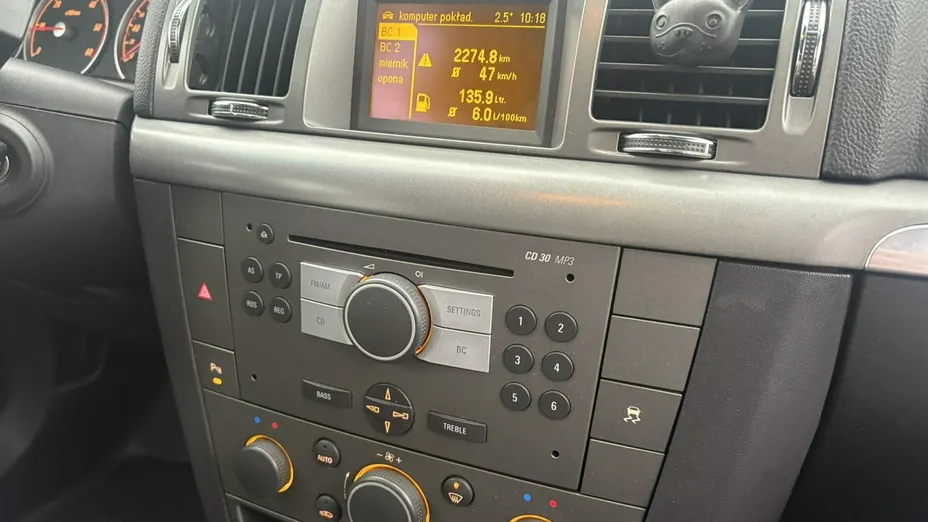 komputer pokład. 2.5° 10:18
BC 1
BC 2
miernik
opona
2274.8 km
Ø 47 km/h
135.9 Ltr.
Ø 6.0 L/100km
CD 30 MP3
AS
TP
RDS
REG
FM/AM
CD
SETTINGS
BC
1
2
3
4
5
6
BASS
TREBLE
AUTO
- +